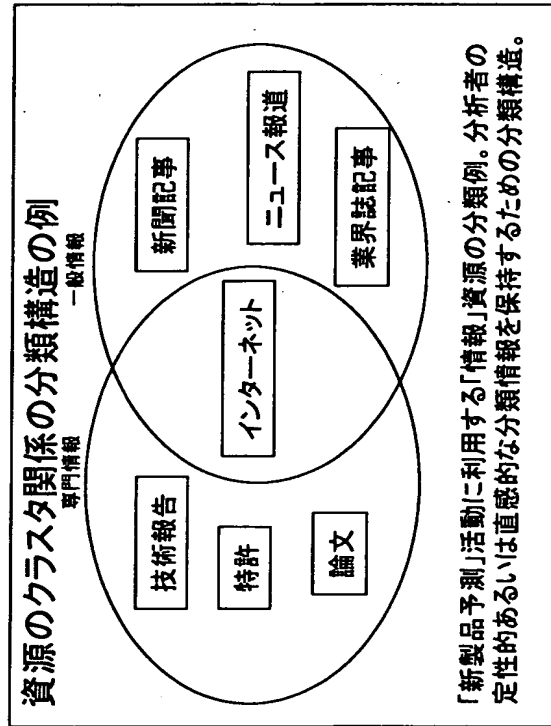 資源のクラスタ関係の分類構造の例
専門情報
一般情報
技術報告
特許
論文
インターネット
新聞記事
ニュース報道
業界誌記事
「新製品予測」活動に利用する「情報」資源の分類例。分析者の
定性的あるいは直感的な分類情報を保持するための分類構造。